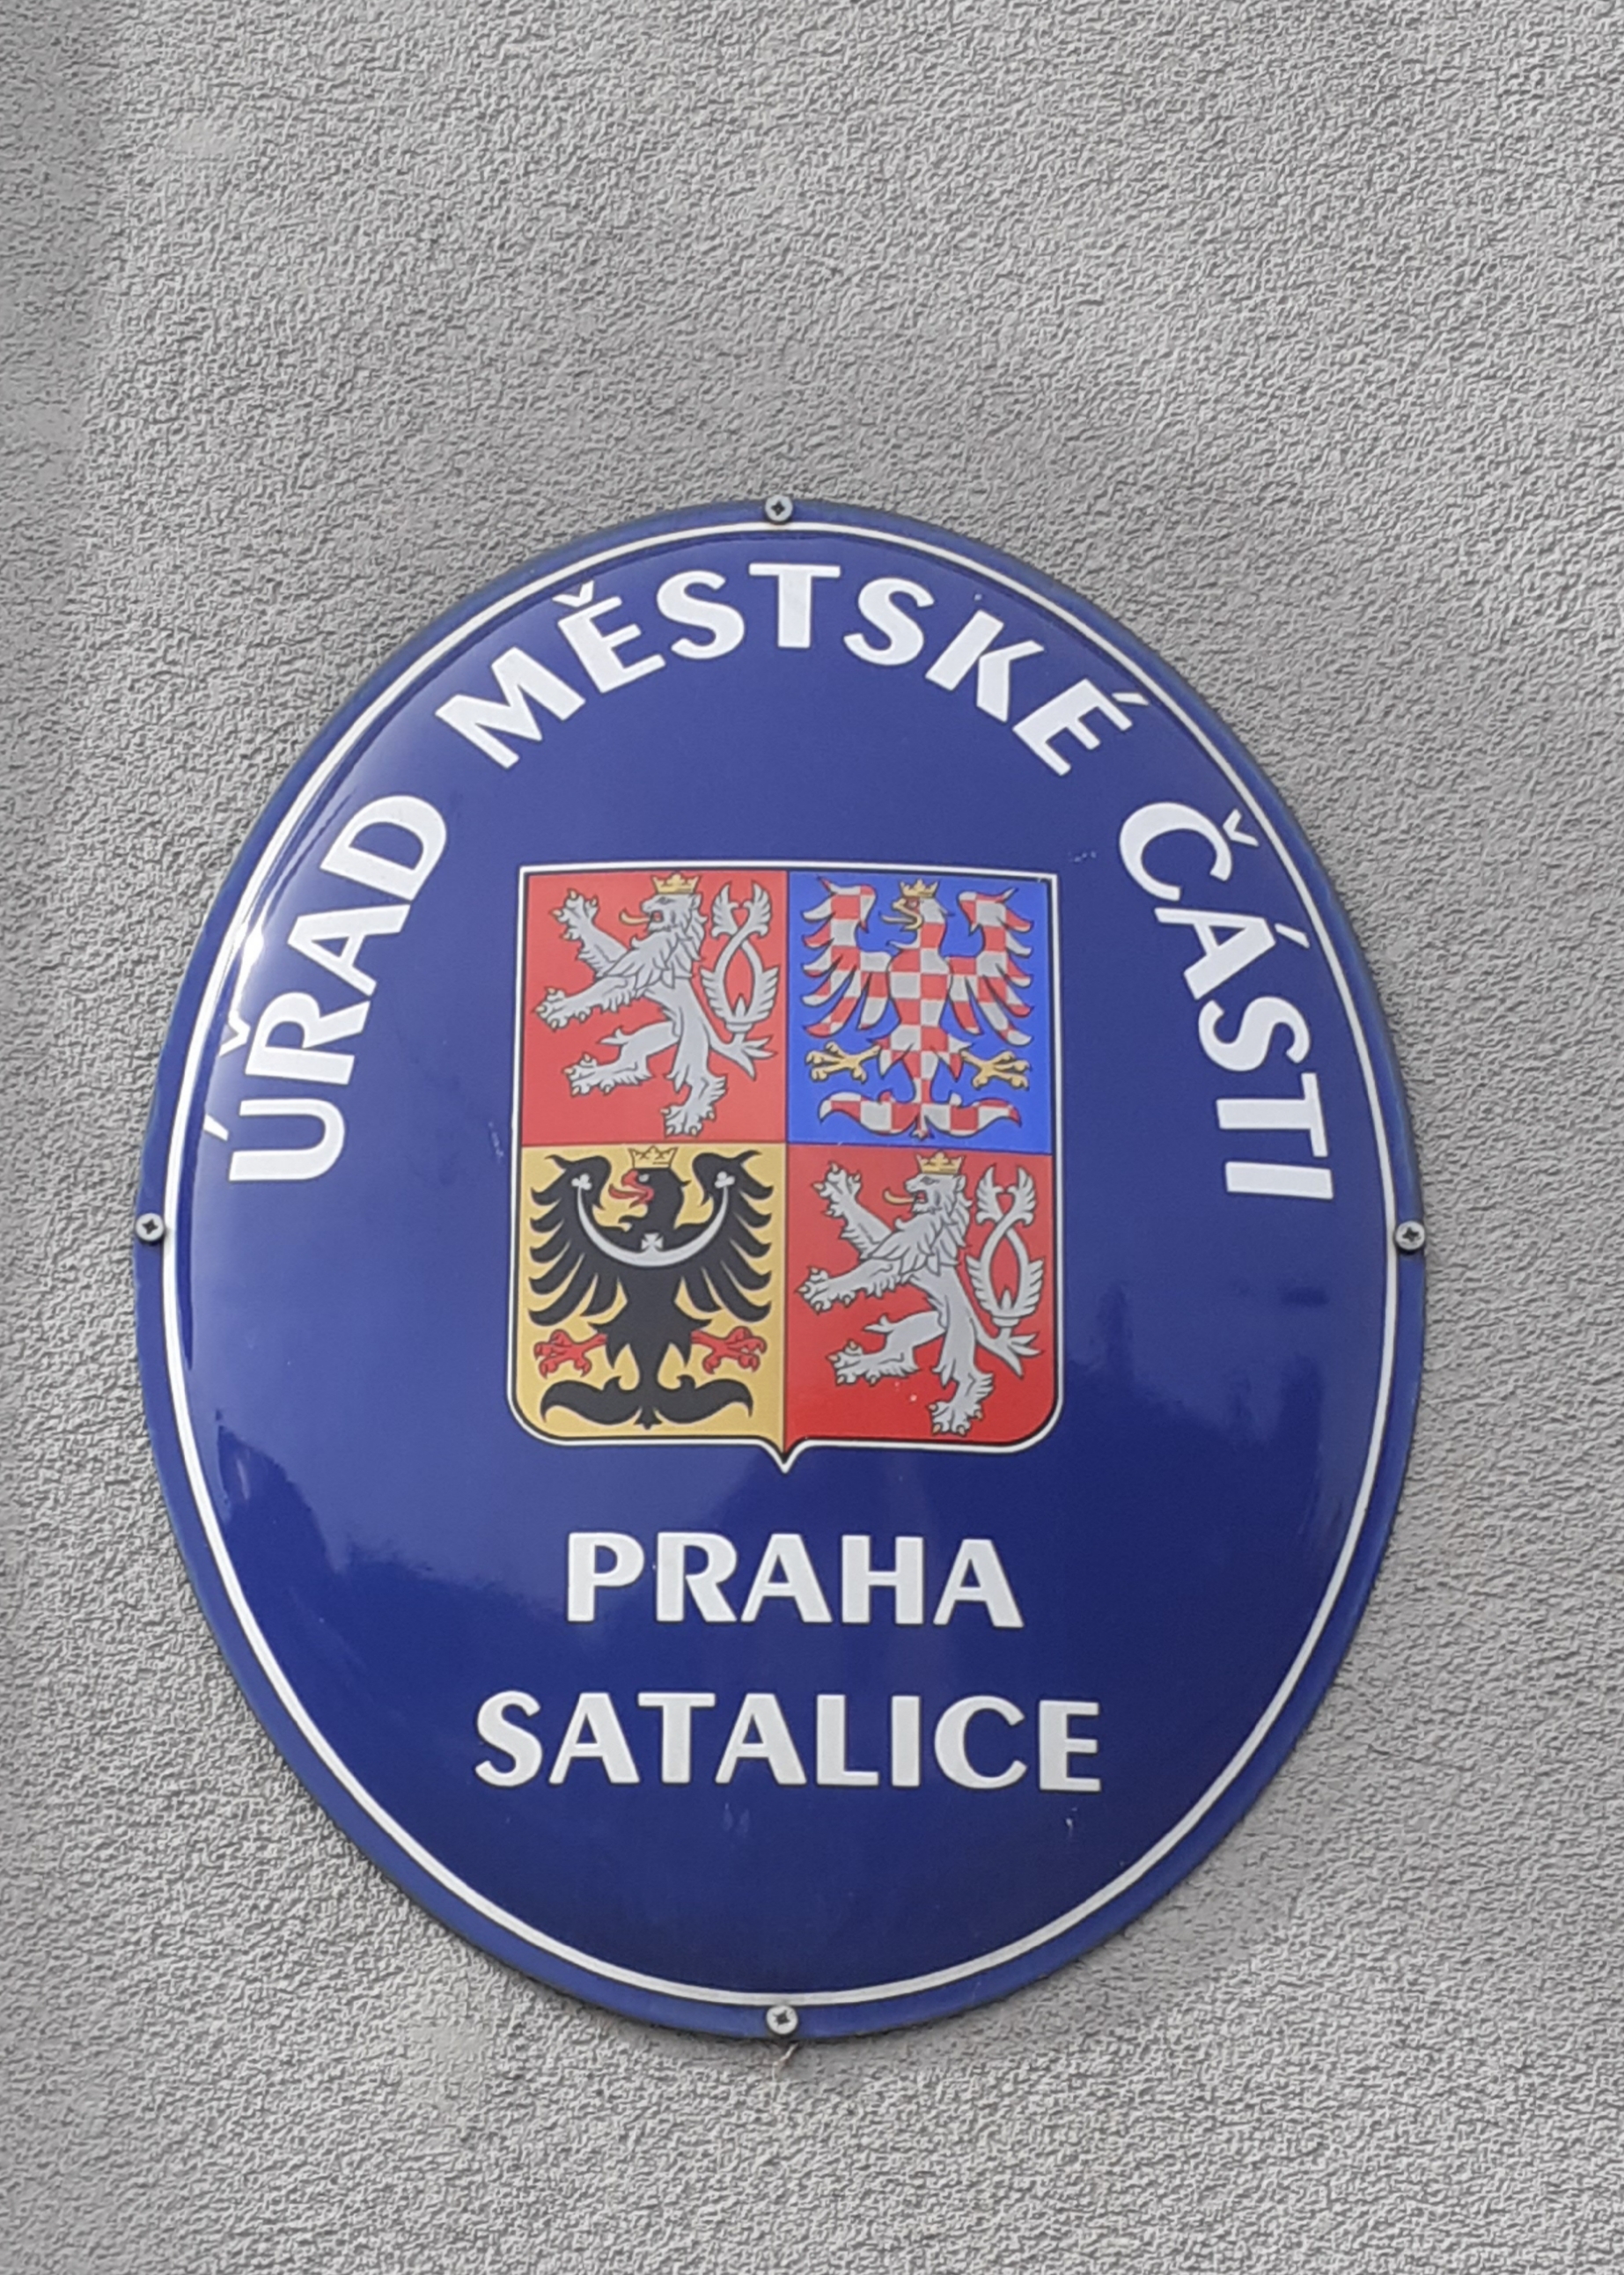 ÚŘAD MĚSTSKÉ ČÁSTI
PRAHA
SATALICE